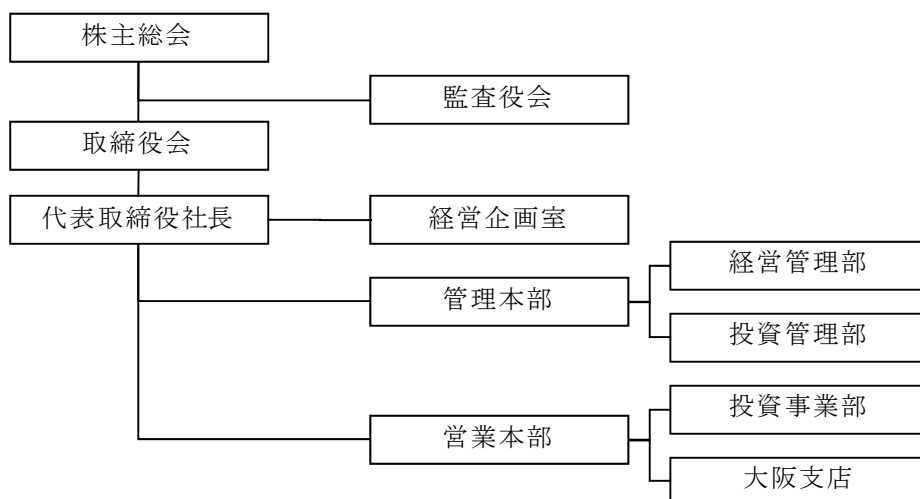 株主総会
監査役会
取締役会
代表取締役社長
経営企画室
経営管理部
管理本部
投資管理部
投資事業部
営業本部
大阪支店